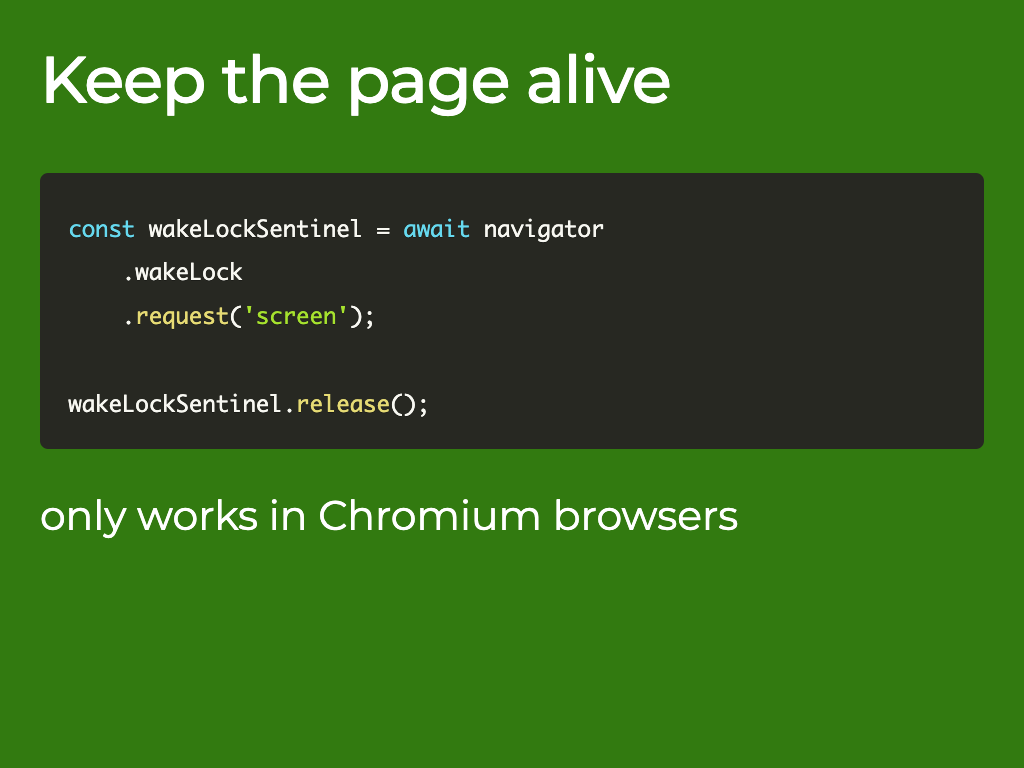 Keep the page alive
const wakeLockSentinel = await navigator
    .wakeLock
    .request('screen');
wakeLockSentinel.release();
only works in Chromium browsers